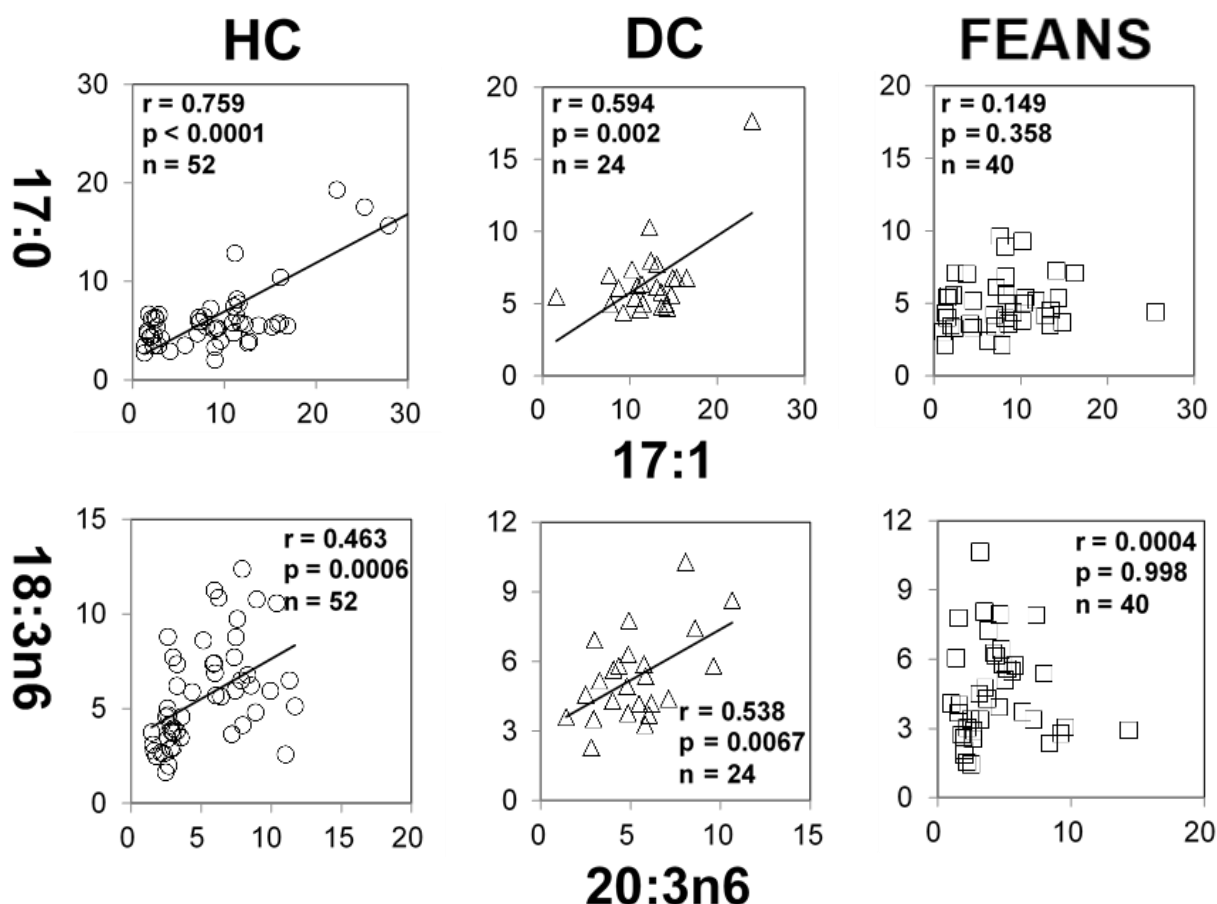 HC
DC
FEANS
17:0
30
20
10
0
r = 0.759
p < 0.0001
n = 52
0 10 20 30
20
15
10
5
0
r = 0.594
p = 0.002
n = 24
0 10 20 30
20
15
10
5
0
r = 0.149
p = 0.358
n = 40
0 10 20 30
17:1
18:3n6
15
10
5
0
r = 0.463
p = 0.0006
n = 52
0 5 10 15 20
12
9
6
3
0
r = 0.538
p = 0.0067
n = 24
0 5 10 15
12
9
6
3
0
r = 0.0004
p = 0.998
n = 40
0 10 20
20:3n6